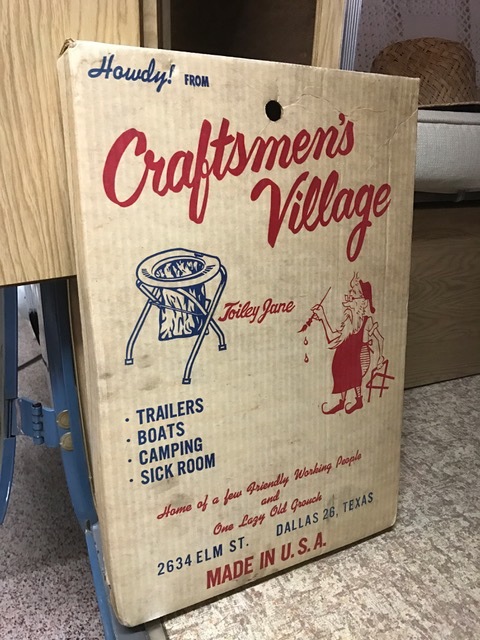 Howdy! FROM
Craftsmen's
Village
Toiley Jane
· TRAILERS
· BOATS
· CAMPING
· SICK ROOM
Home of a few Friendly Working People
and
One Lazy Old Grouch
2634 ELM ST. DALLAS 26, TEXAS
MADE IN U.S.A.